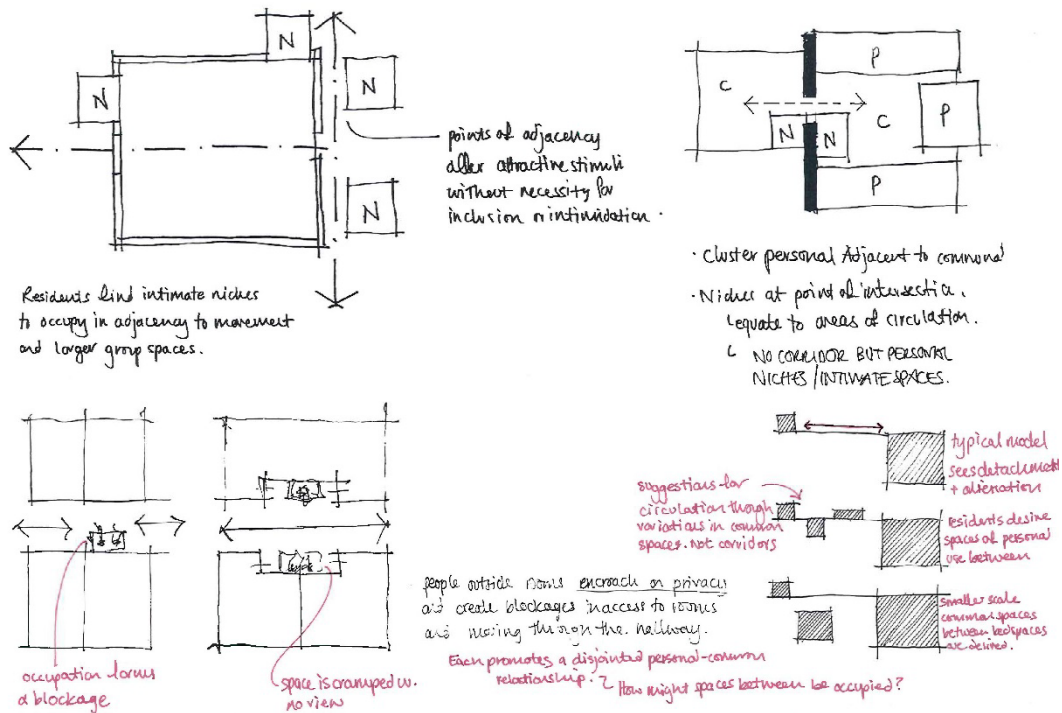 N
N
N
N
points of adjacency
attractive stimuli
without necessity for
inclusion or intimidation.
Residents find intimate niches
to occupy in adjacency to movement
and larger group spaces.
P
C
C
P
N
N
P
· Cluster personal Adjacent to communal
· Niches at point of intersection.
equate to areas of circulation.
NO CORRIDOR BUT PERSONAL
NICHES / INTIMATE SPACES.
occupation forms
a blockage
space is cramped w.
no view
people outside rooms encroach on privacy
and create blockages in access to rooms
and moving through the hallway.
Each promotes a disjointed personal-common
relationship.
How might spaces between be occupied?
suggestions for
circulation though
variations in common
spaces. Not corridors
typical model
sees detachment
+ alienation
residents desire
spaces of personal
use between
smaller scale
common spaces
between bedspaces
are desired.